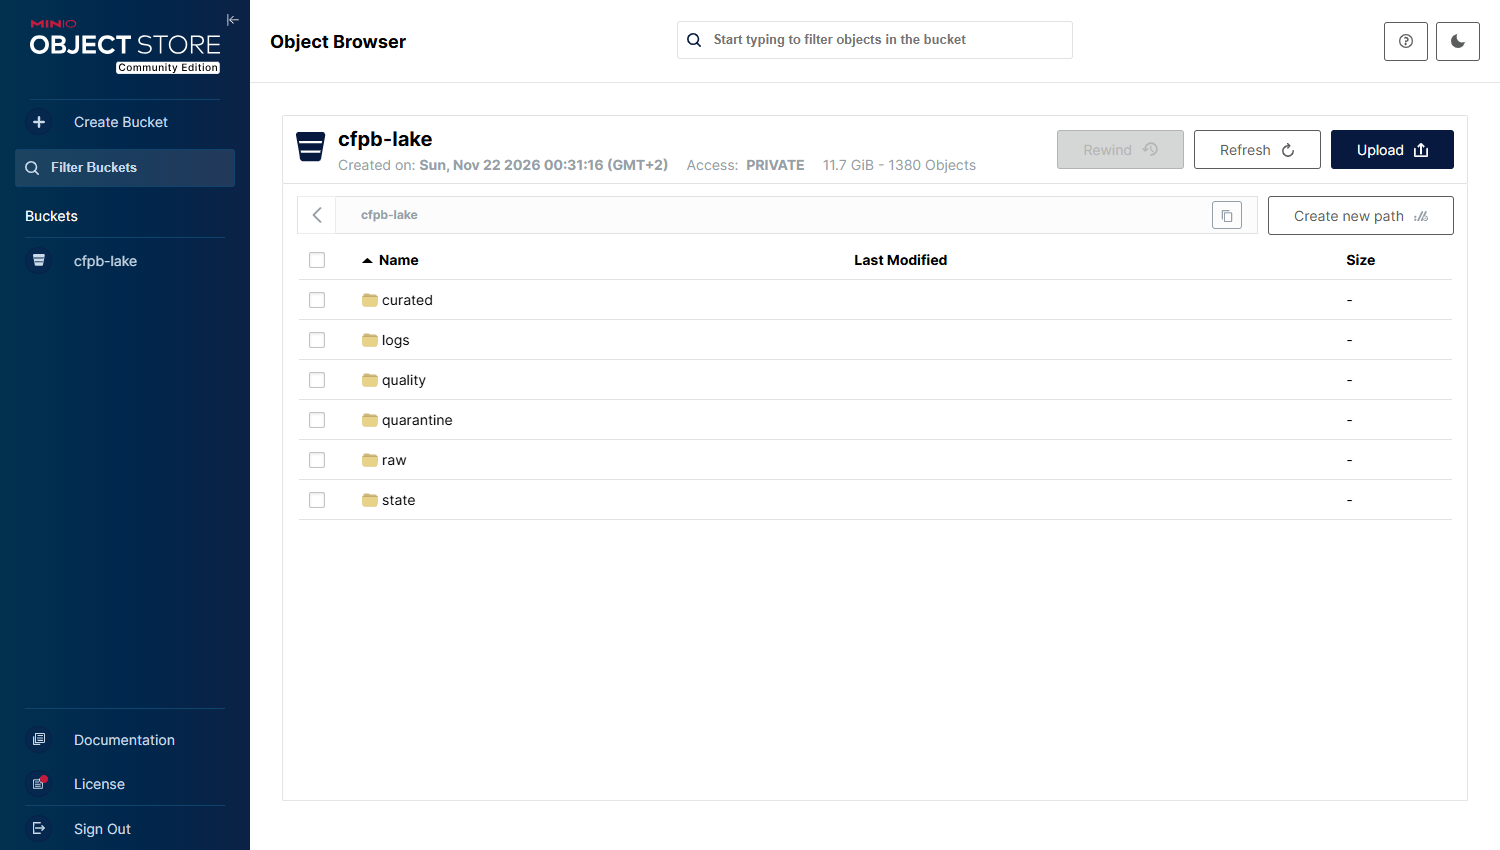 MINIO
OBJECT STORE
Community Edition
Create Bucket
Filter Buckets
Buckets
cfpb-lake
Documentation
License
Sign Out
Object Browser
Start typing to filter objects in the bucket
cfpb-lake
Created on: Sun, Nov 22 2026 00:31:16 (GMT+2) Access: PRIVATE 11.7 GiB - 1380 Objects
Rewind
Refresh
Upload
cfpb-lake
Create new path
Name Last Modified Size
curated -
logs -
quality -
quarantine -
raw -
state -